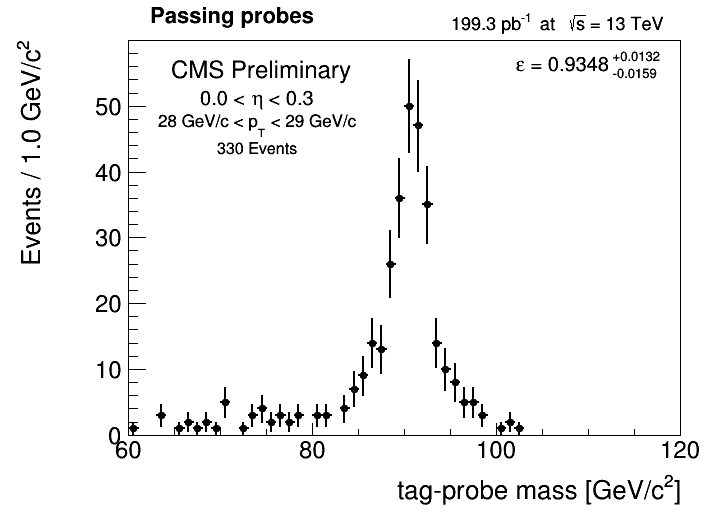 Passing probes
199.3 pb⁻¹ at √s = 13 TeV
CMS Preliminary
ε = 0.9348 +0.0132 -0.0159
0.0 < η < 0.3
28 GeV/c < p_T < 29 GeV/c
330 Events
Events / 1.0 GeV/c²
50
40
30
20
10
0
60 80 100 120
tag-probe mass [GeV/c²]